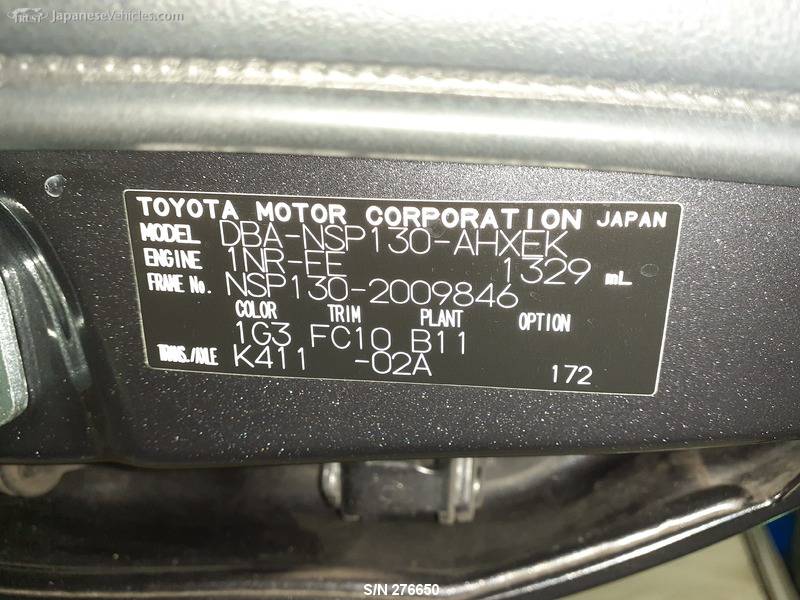 TRUST JapaneseVehicles.com
TOYOTA MOTOR CORPORATION JAPAN
MODEL DBA-NSP130-AHXEK
ENGINE 1NR-FE 1329 mL
FRAME No. NSP130-2009846
COLOR TRIM PLANT OPTION
1G3 FC10 B11
TRANS./AXLE K411 -02A 172
S/N 276650